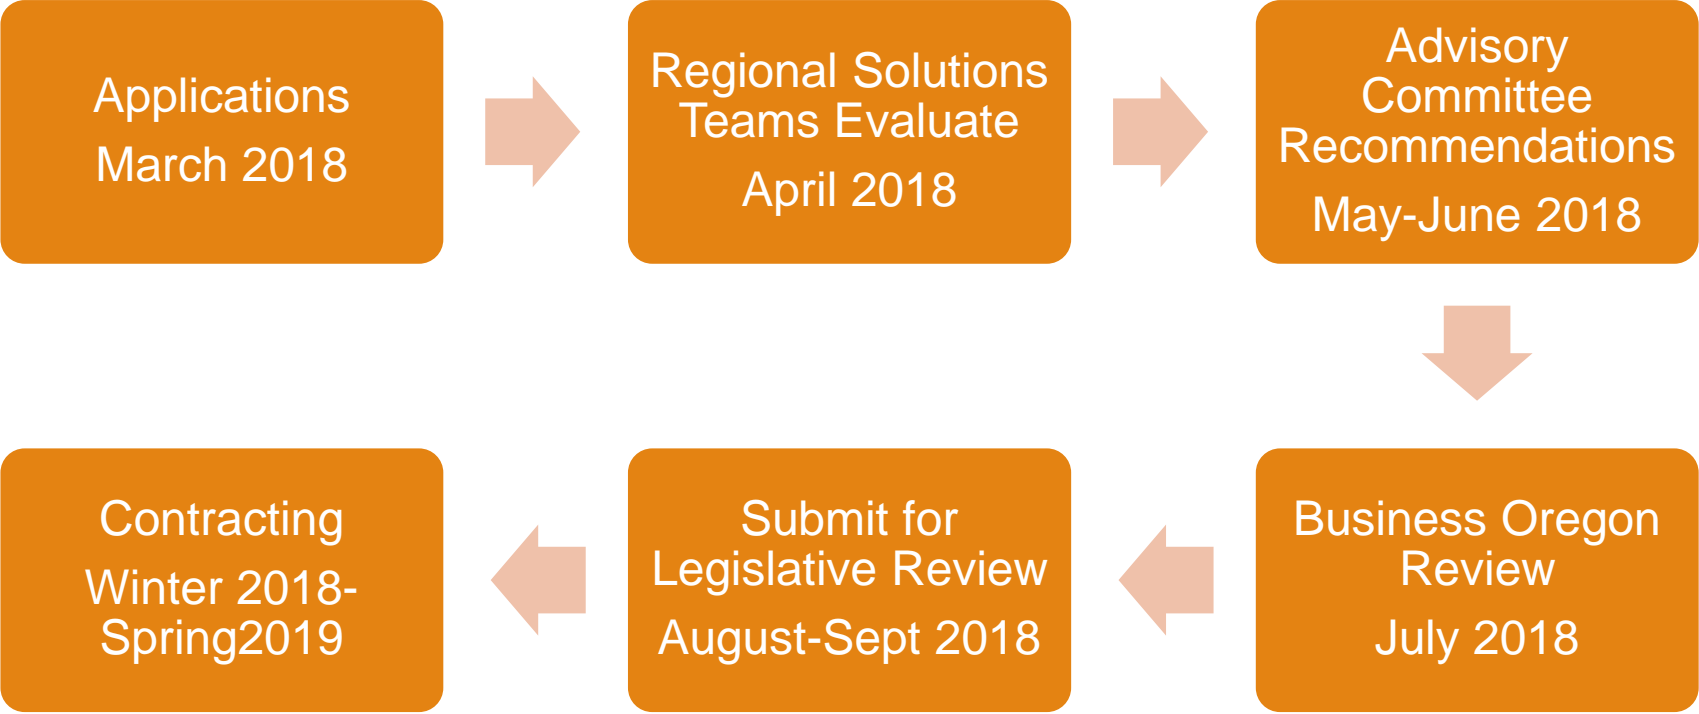 Applications
March 2018
Regional Solutions
Teams Evaluate
April 2018
Advisory
Committee
Recommendations
May-June 2018
Business Oregon
Review
July 2018
Submit for
Legislative Review
August-Sept 2018
Contracting
Winter 2018-
Spring2019